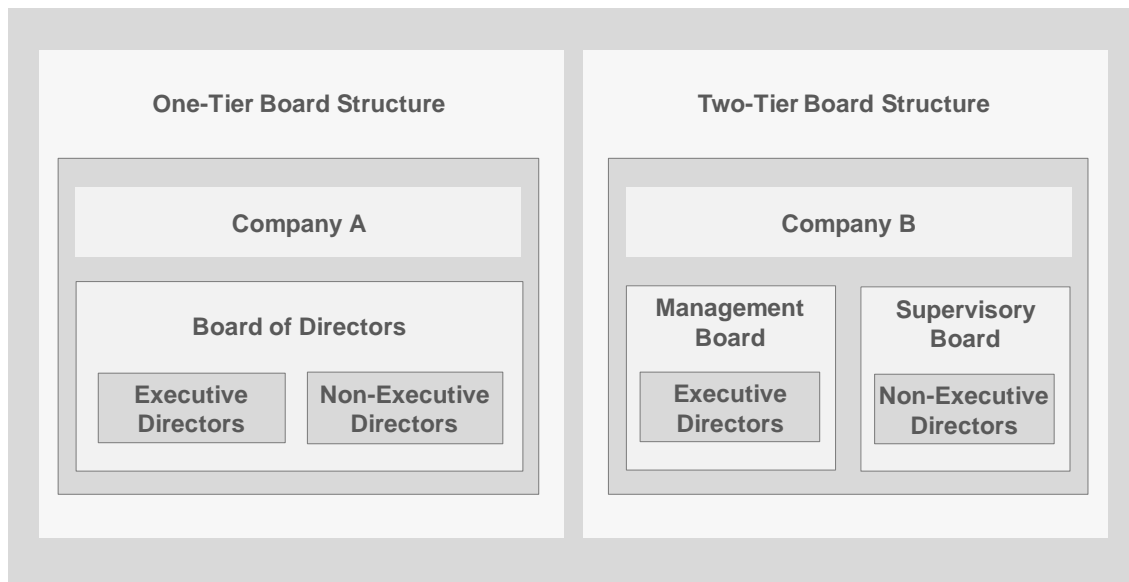 One-Tier Board Structure
Company A
Board of Directors
Executive
Directors
Non-Executive
Directors
Two-Tier Board Structure
Company B
Management
Board
Executive
Directors
Supervisory
Board
Non-Executive
Directors